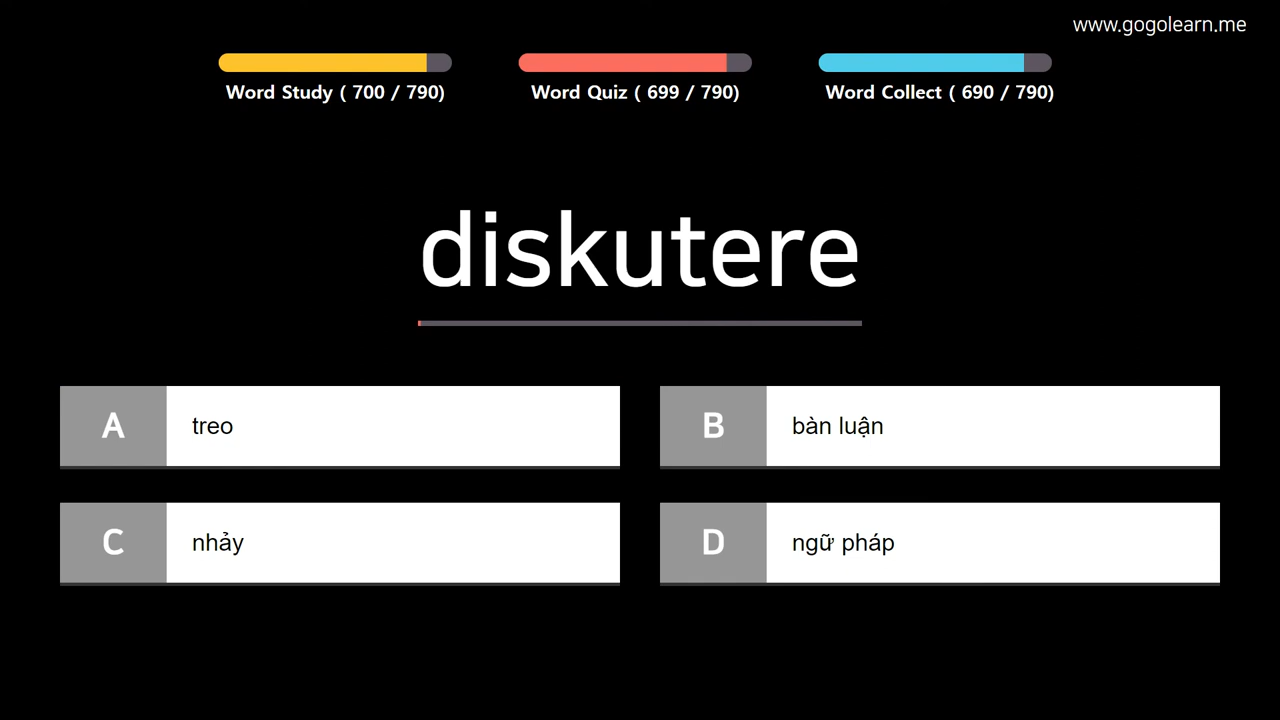 www.gogolearn.me
Word Study ( 700 / 790)
Word Quiz ( 699 / 790)
Word Collect ( 690 / 790)
diskutere
A treo
B bàn luận
C nhảy
D ngữ pháp